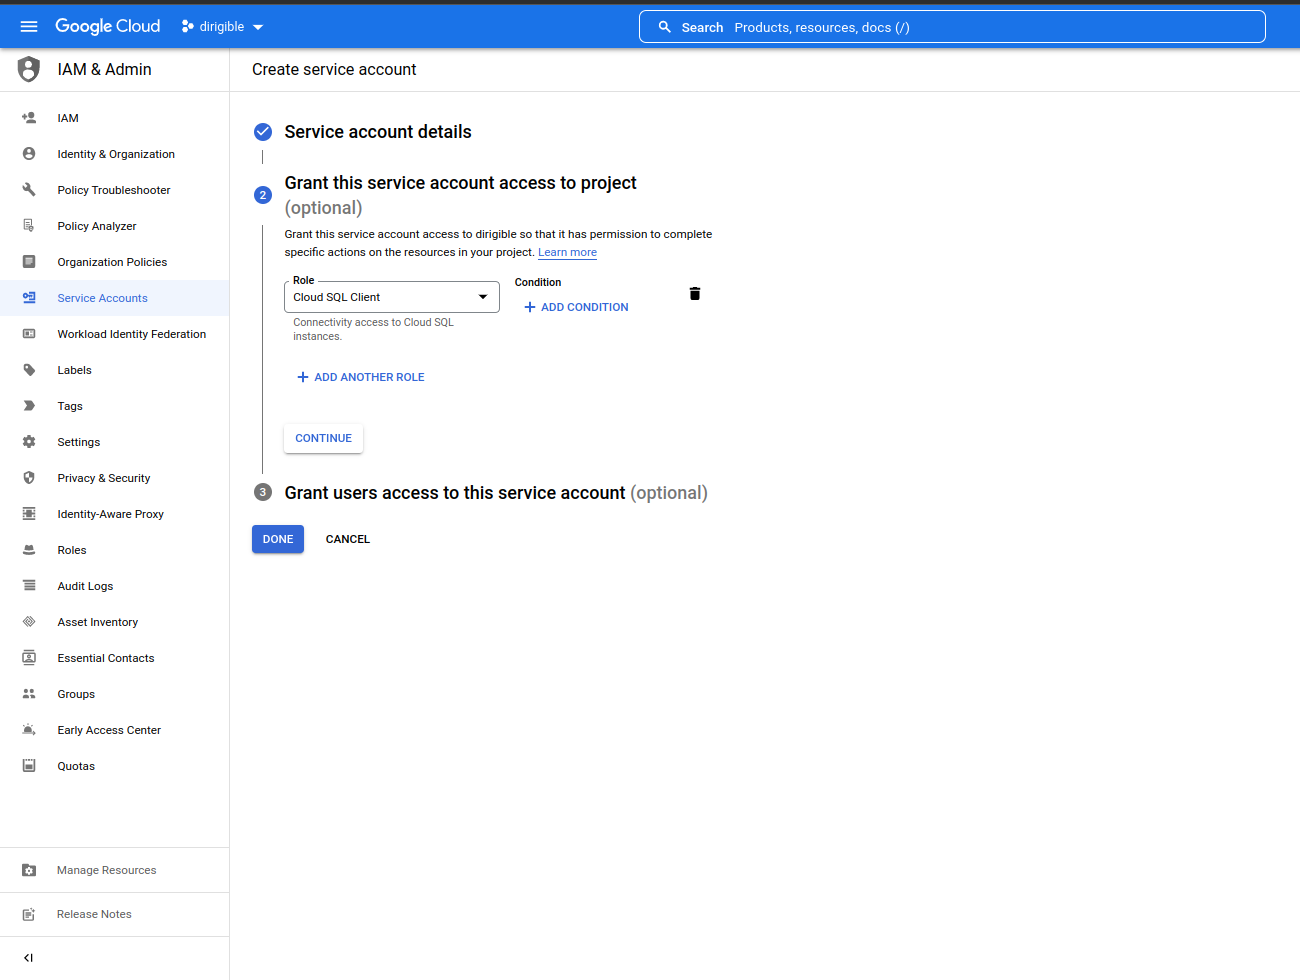 Google Cloud
dirigible
Search Products, resources, docs (/)
IAM & Admin
Create service account
IAM
Identity & Organization
Policy Troubleshooter
Policy Analyzer
Organization Policies
Service Accounts
Workload Identity Federation
Labels
Tags
Settings
Privacy & Security
Identity-Aware Proxy
Roles
Audit Logs
Asset Inventory
Essential Contacts
Groups
Early Access Center
Quotas
Manage Resources
Release Notes
Service account details
2
Grant this service account access to project
(optional)
Grant this service account access to dirigible so that it has permission to complete
specific actions on the resources in your project. Learn more
Role
Cloud SQL Client
Connectivity access to Cloud SQL
instances.
Condition
ADD CONDITION
ADD ANOTHER ROLE
CONTINUE
3 Grant users access to this service account (optional)
DONE CANCEL